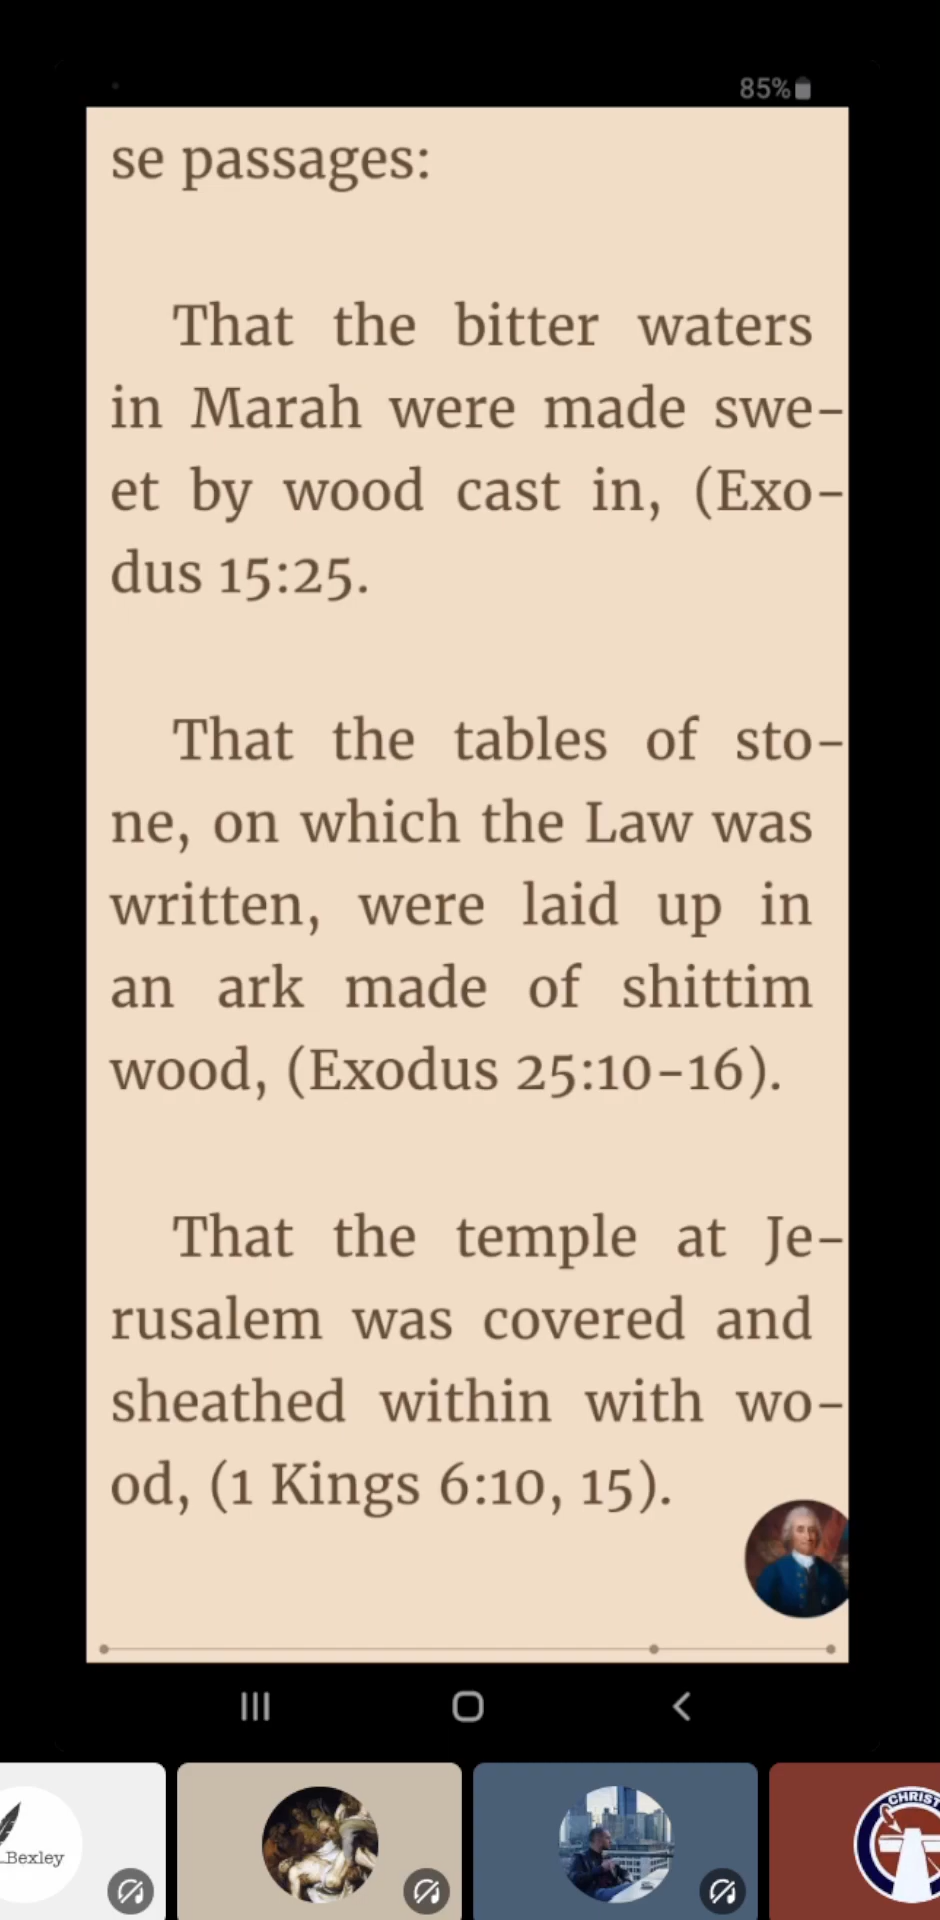 85%
se passages:
That the bitter waters
in Marah were made swe-
et by wood cast in, (Exo-
dus 15:25.
That the tables of sto-
ne, on which the Law was
written, were laid up in
an ark made of shittim
wood, (Exodus 25:10-16).
That the temple at Je-
rusalem was covered and
sheathed within with wo-
od, (1 Kings 6:10, 15).
Bexley
CHRIST